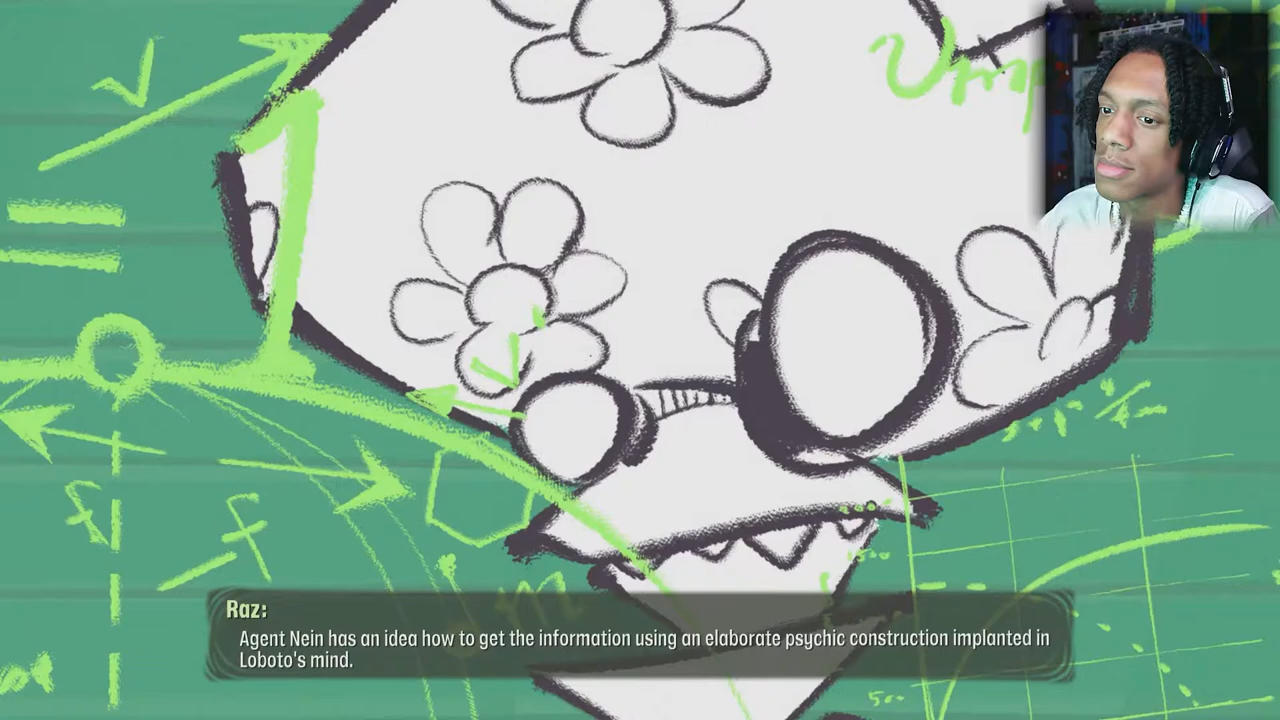 Raz:
Agent Nein has an idea how to get the information using an elaborate psychic construction implanted in
Loboto's mind.